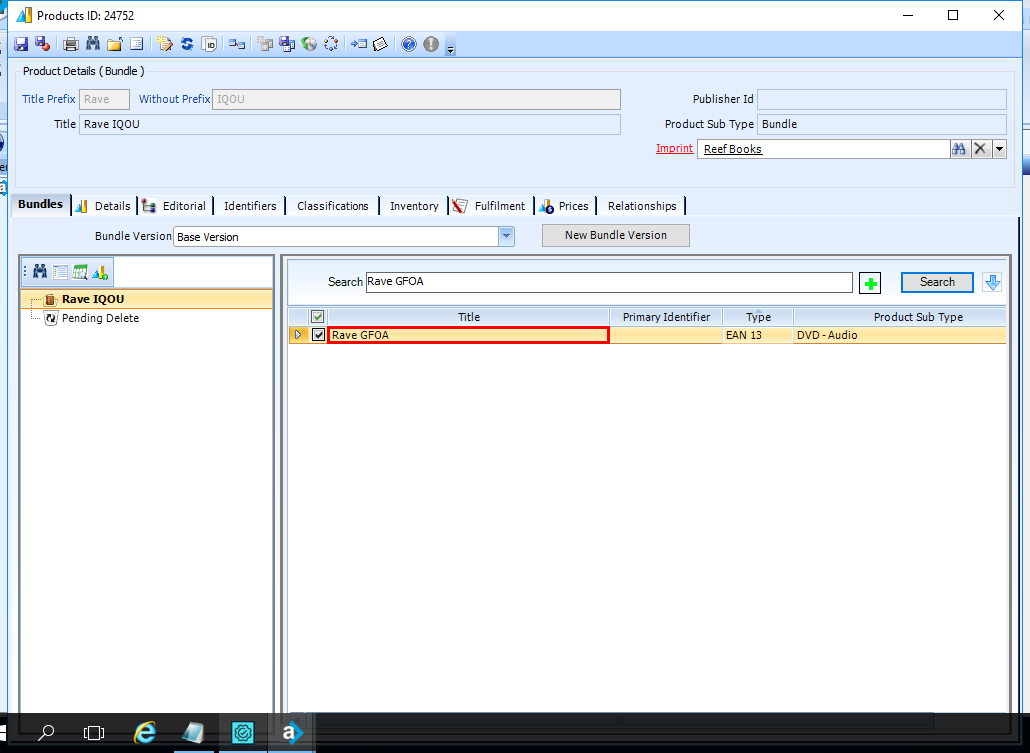 Products ID: 24752
Product Details ( Bundle )
Title Prefix Rave Without Prefix IQOU Publisher Id
Title Rave IQOU Product Sub Type Bundle
Imprint Reef Books
Bundles Details Editorial Identifiers Classifications Inventory Fulfilment Prices Relationships
Bundle Version Base Version New Bundle Version
Search Rave GFOA Search
Rave IQOU
Pending Delete
Title Primary Identifier Type Product Sub Type
Rave GFOA EAN 13 DVD - Audio